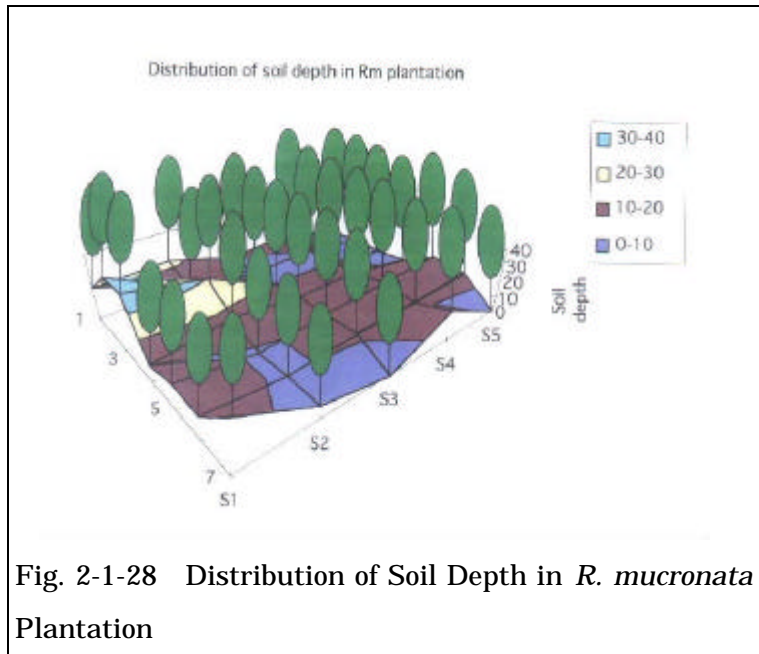 Distribution of soil depth in Rm plantation
30-40
20-30
10-20
0-10
40
30
20
10
0
Soil
depth
1
3
5
7
S1
S2
S3
S4
S5
Fig. 2-1-28 Distribution of Soil Depth in R. mucronata
Plantation